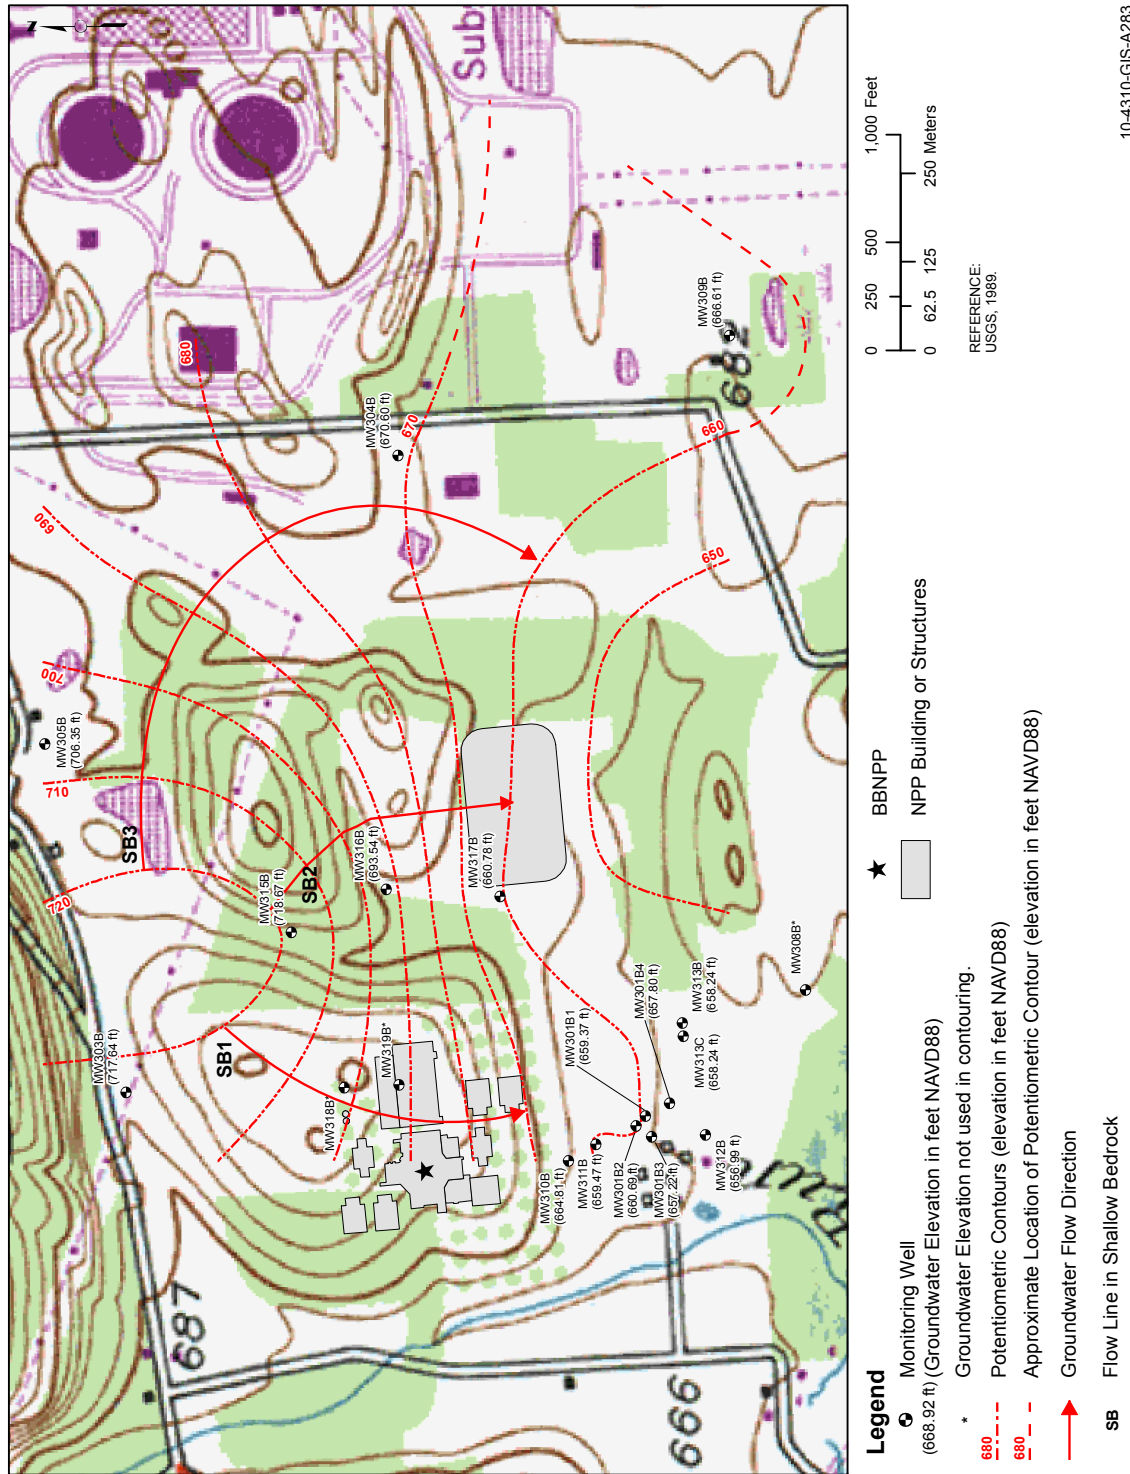 N
Sub
680
690
700
710
720
670
660
650
MW305B
(706.35 ft)
MW303B
(717.64 ft)
MW304B
(670.60 ft)
MW315B
(718.67 ft)
MW316B
(693.54 ft)
MW317B
(660.78 ft)
MW318B*
MW319B*
MW309B
(666.61 ft)
MW308B*
MW310B
(664.81 ft)
MW311B
(659.47 ft)
MW301B1
(659.37 ft)
MW301B2
(660.69 ft)
MW301B3
(657.22 ft)
MW301B4
(657.80 ft)
MW313B
(658.24 ft)
MW313C
(658.24 ft)
MW312B
(656.99 ft)
SB1
SB2
SB3
687
666
682
Legend
Monitoring Well
(668.92 ft) (Groundwater Elevation in feet NAVD88)
* Groundwater Elevation not used in contouring.
680 Potentiometric Contours (elevation in feet NAVD88)
680 Approximate Location of Potentiometric Contour (elevation in feet NAVD88)
Groundwater Flow Direction
SB Flow Line in Shallow Bedrock
BBNPP
NPP Building or Structures
0 250 500 1,000 Feet
0 62.5 125 250 Meters
REFERENCE:
USGS, 1989.
10-4310-GIS-A283